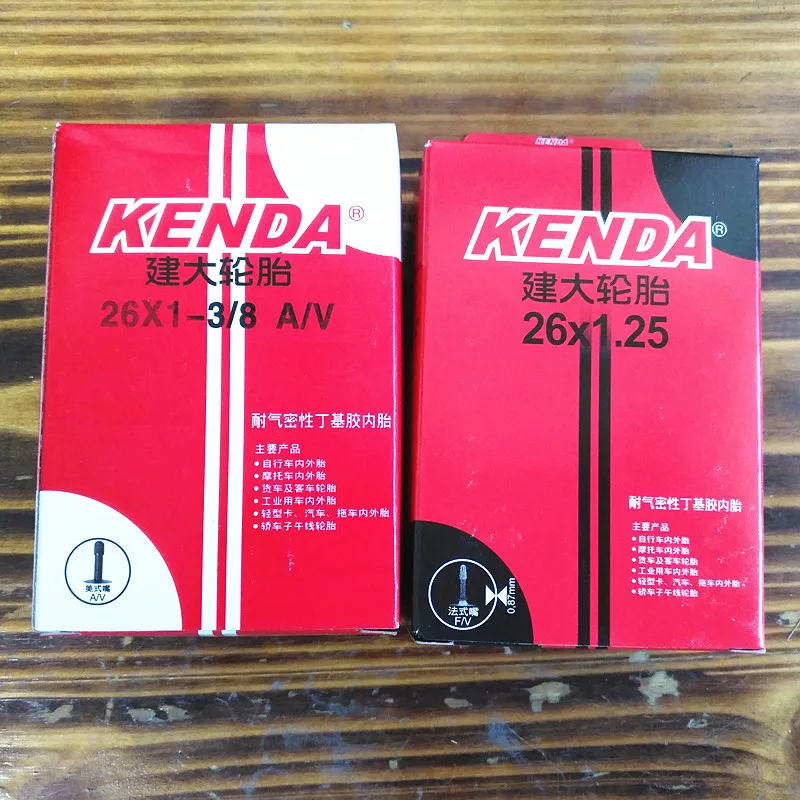 KENDA®
建大轮胎
26X1-3/8 A/V
耐气密性丁基胶内胎
主要产品
•自行车内外胎
•摩托车内外胎
•货车及客车轮胎
•工业用车内外胎
•轻型卡、汽车、拖车内外胎
•轿车子午线轮胎
美式嘴
A/V
KENDA
KENDA®
建大轮胎
26x1.25
耐气密性丁基胶内胎
主要产品
•自行车内外胎
•摩托车内外胎
•货车及客车轮胎
•工业用车内外胎
•轻型卡、汽车、拖车内外胎
•轿车子午线轮胎
法式嘴
F/V
0.87mm